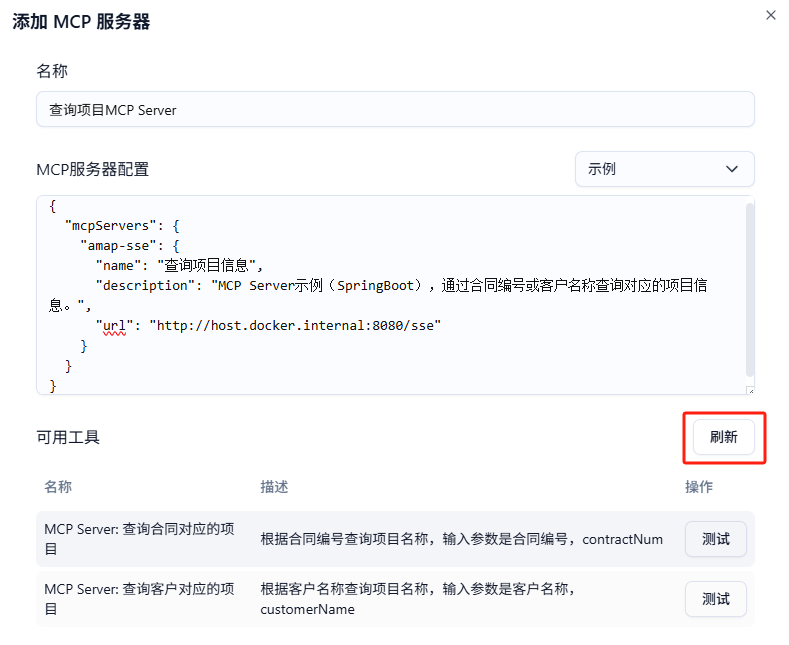 添加 MCP 服务器
名称
查询项目MCP Server
MCP服务器配置
示例
{
"mcpServers": {
"amap-sse": {
"name": "查询项目信息",
"description": "MCP Server示例（SpringBoot），通过合同编号或客户名称查询对应的项目信
息。",
"url": "http://host.docker.internal:8080/sse"
}
}
}
可用工具
刷新
名称 描述 操作
MCP Server: 查询合同对应的项
目
根据合同编号查询项目名称，输入参数是合同编号，contractNum
测试
MCP Server: 查询客户对应的项
目
根据客户名称查询项目名称，输入参数是客户名称，
customerName
测试